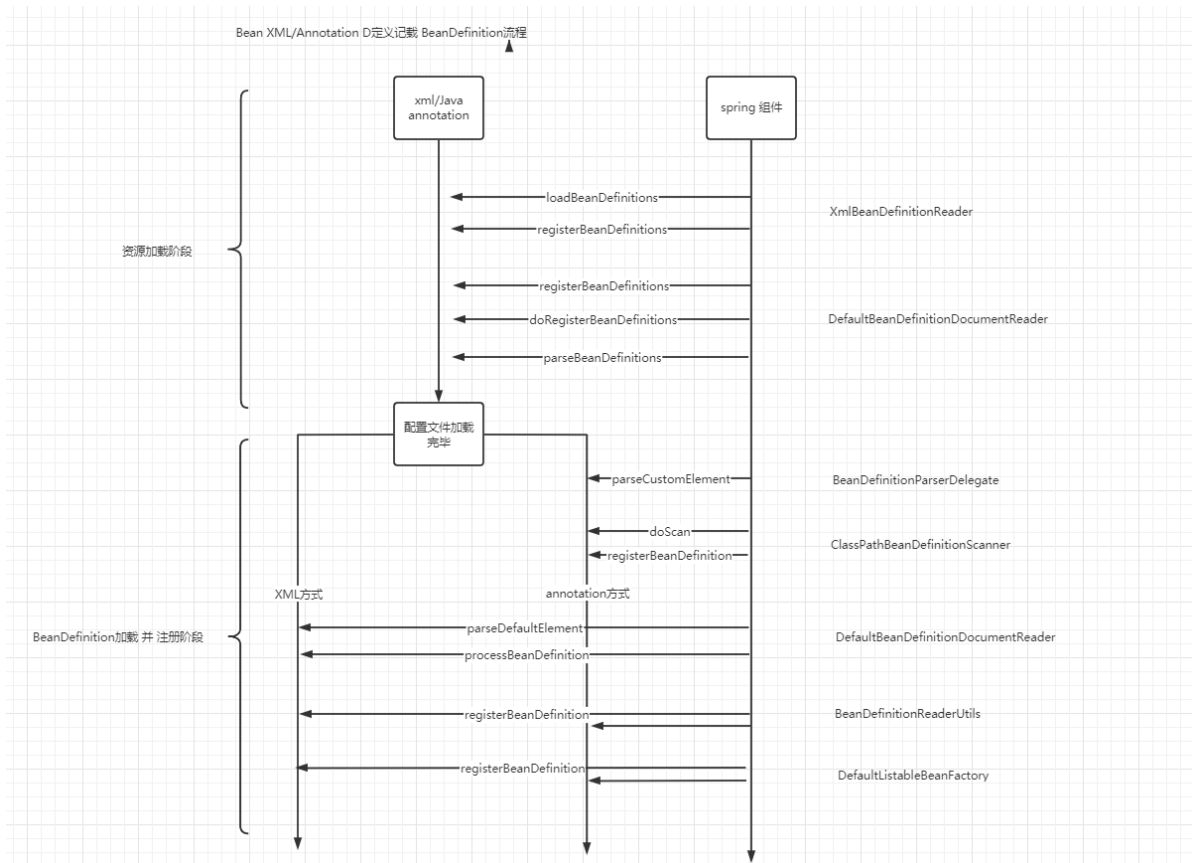 Bean XML/Annotation D定义记载 BeanDefinition流程
xml/Java
annotation
spring 组件
loadBeanDefinitions
XmlBeanDefinitionReader
registerBeanDefinitions
资源加载阶段
registerBeanDefinitions
doRegisterBeanDefinitions
DefaultBeanDefinitionDocumentReader
parseBeanDefinitions
配置文件加载
完毕
parseCustomElement
BeanDefinitionParserDelegate
doScan
ClassPathBeanDefinitionScanner
registerBeanDefinition
XML方式
annotation方式
BeanDefinition加载 并 注册阶段
parseDefaultElement
DefaultBeanDefinitionDocumentReader
processBeanDefinition
registerBeanDefinition
BeanDefinitionReaderUtils
registerBeanDefinition
DefaultListableBeanFactory